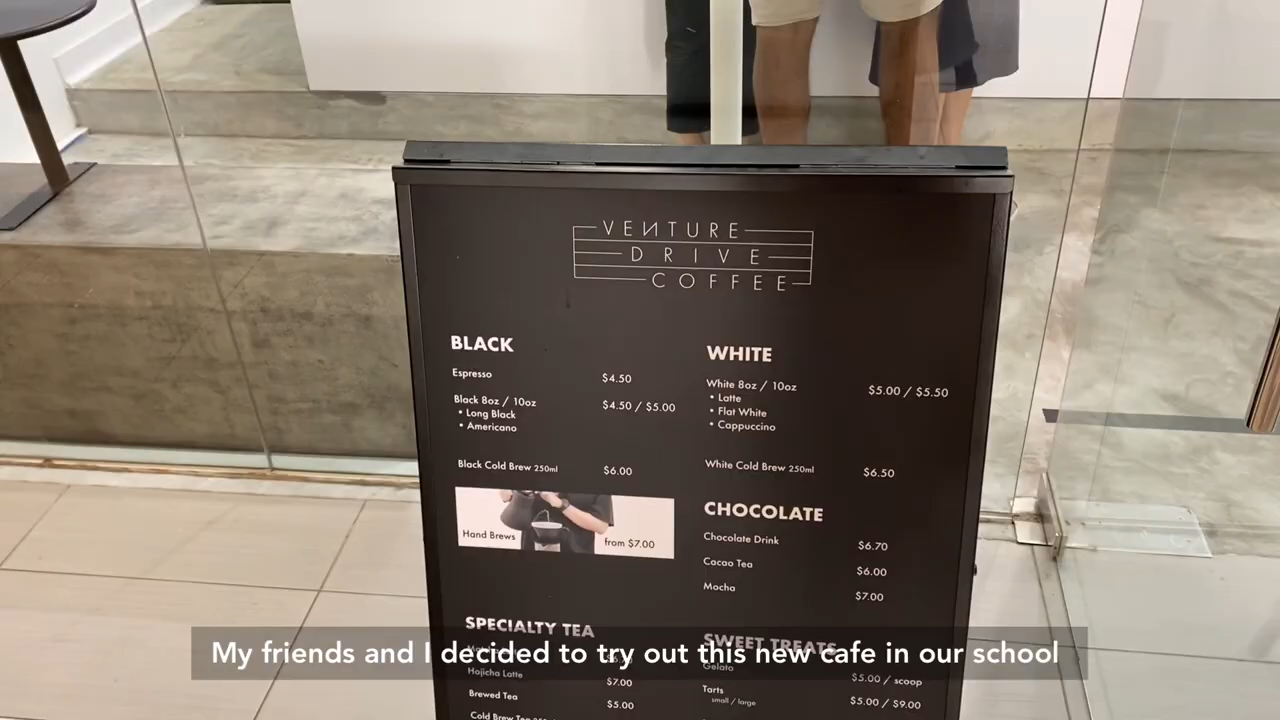 VENTURE
DRIVE
COFFEE
BLACK
Espresso $4.50
Black 8oz / 10oz $4.50 / $5.00
• Long Black
• Americano
Black Cold Brew 250ml $6.00
Hand Brews from $7.00
SPECIALTY TEA
Hojicha Latte $7.00
Brewed Tea $5.00
Cold Brew Tea
WHITE
White 8oz / 10oz $5.00 / $5.50
• Latte
• Flat White
• Cappuccino
White Cold Brew 250ml $6.50
CHOCOLATE
Chocolate Drink $6.70
Cacao Tea $6.00
Mocha $7.00
SWEET TREATS
Gelato $5.00 / scoop
Tarts $5.00 / $9.00
small / large
My friends and I decided to try out this new cafe in our school